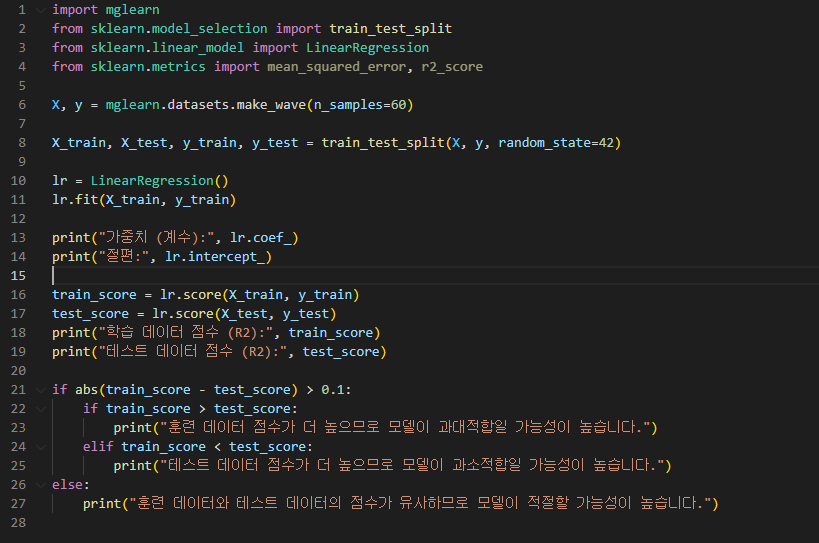 1 import mglearn
2 from sklearn.model_selection import train_test_split
3 from sklearn.linear_model import LinearRegression
4 from sklearn.metrics import mean_squared_error, r2_score
5
6 X, y = mglearn.datasets.make_wave(n_samples=60)
7
8 X_train, X_test, y_train, y_test = train_test_split(X, y, random_state=42)
9
10 lr = LinearRegression()
11 lr.fit(X_train, y_train)
12
13 print("가중치 (계수):", lr.coef_)
14 print("절편:", lr.intercept_)
15
16 train_score = lr.score(X_train, y_train)
17 test_score = lr.score(X_test, y_test)
18 print("학습 데이터 점수 (R2):", train_score)
19 print("테스트 데이터 점수 (R2):", test_score)
20
21 if abs(train_score - test_score) > 0.1:
22     if train_score > test_score:
23         print("훈련 데이터 점수가 더 높으므로 모델이 과대적합일 가능성이 높습니다.")
24     elif train_score < test_score:
25         print("테스트 데이터 점수가 더 높으므로 모델이 과소적합일 가능성이 높습니다.")
26 else:
27     print("훈련 데이터와 테스트 데이터의 점수가 유사하므로 모델이 적절할 가능성이 높습니다.")
28